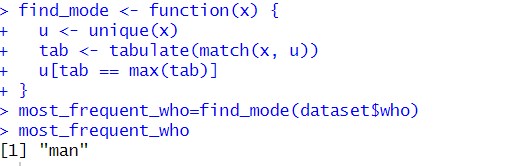 > find_mode <- function(x) {
+   u <- unique(x)
+   tab <- tabulate(match(x, u))
+   u[tab == max(tab)]
+ }
> most_frequent_who=find_mode(dataset$who)
> most_frequent_who
[1] "man"